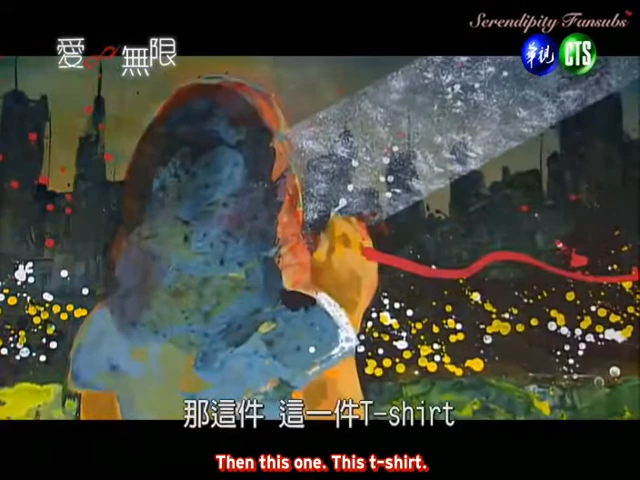 Serendipity Fansubs
愛無限
華視 CTS
那這件 這一件T-shirt
Then this one. This t-shirt.